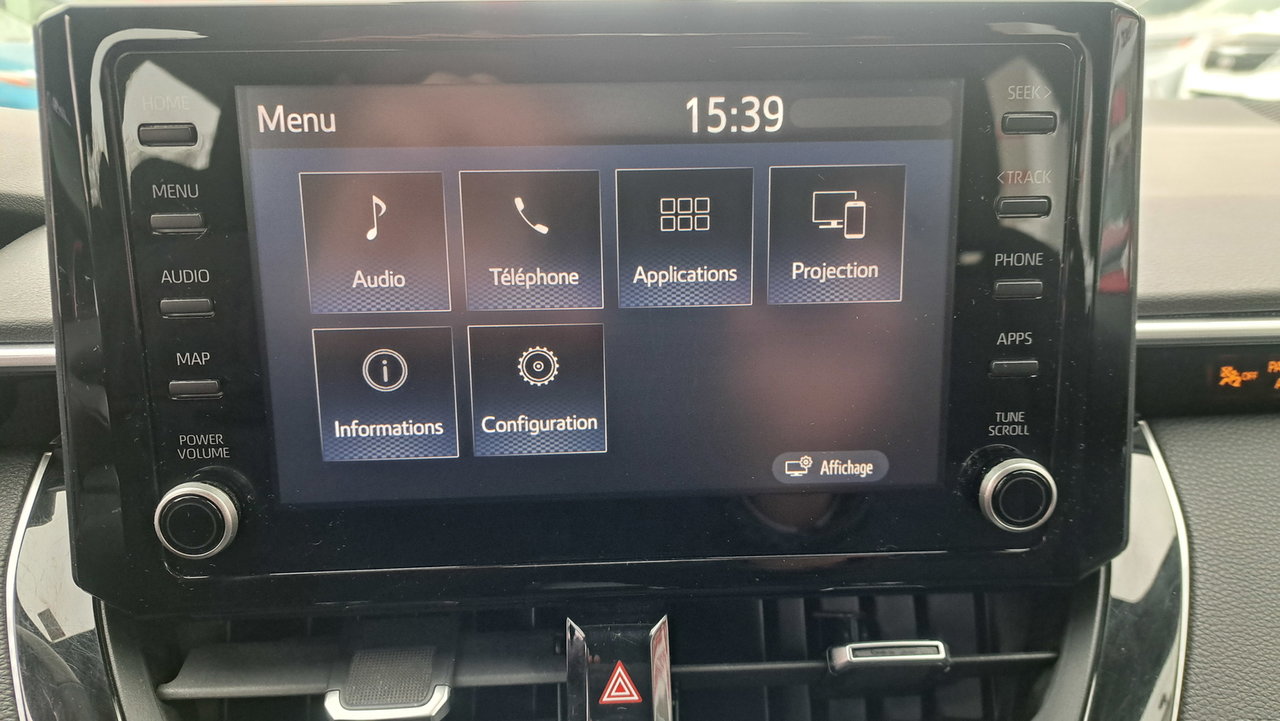 HOME
MENU
AUDIO
MAP
POWER
VOLUME
Menu
15:39
Audio
Téléphone
Applications
Projection
Informations
Configuration
Affichage
SEEK>
<TRACK
PHONE
APPS
TUNE
SCROLL
OFF